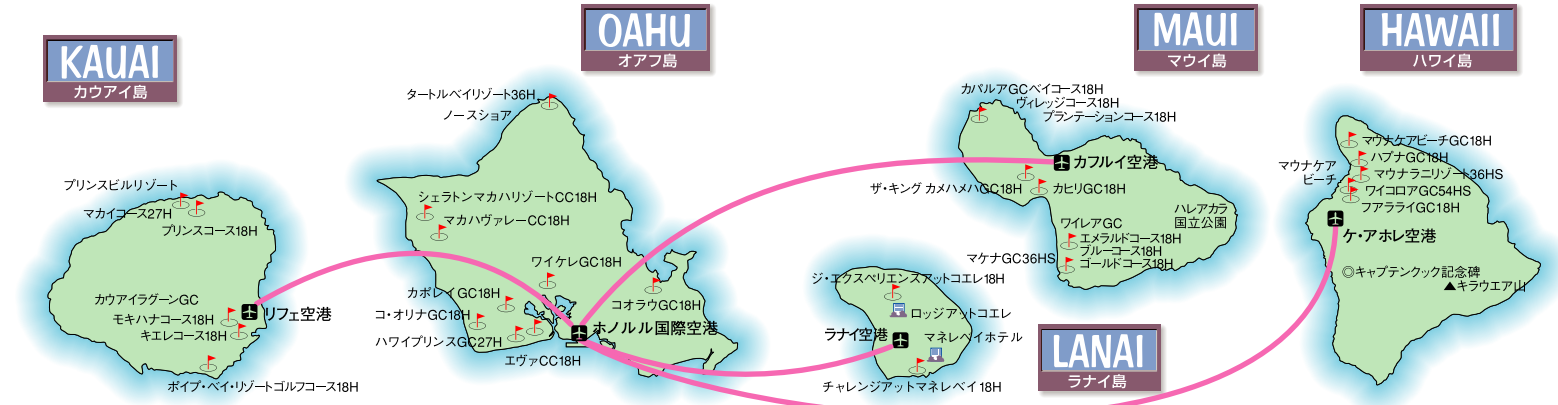 KAUAI
カウアイ島
プリンスビルリゾート
マカイコース27H
プリンスコース18H
カウアイラグーンGC
モキハナコース18H
キエレコース18H
リフェ空港
ポイプ・ベイ・リゾートゴルフコース18H
OAHU
オアフ島
タートルベイリゾート36H
ノースショア
シェラトンマカハリゾートCC18H
マカハヴァレーCC18H
ワイケレGC18H
カポレイGC18H
コオラウGC18H
コ・オリナGC18H
ホノルル国際空港
ハワイプリンスGC27H
エヴァCC18H
MAUI
マウイ島
カパルアGCベイコース18H
ヴィレッジコース18H
プランテーションコース18H
カフルイ空港
ザ・キング カメハメハGC18H
カヒリGC18H
ハレアカラ
国立公園
ワイレアGC
エメラルドコース18H
ブルーコース18H
ゴールドコース18H
マケナGC36HS
ジ・エクスペリエンスアットコエレ18H
ロッジアットコエレ
ラナイ空港
マネレベイホテル
チャレンジアットマネレベイ18H
LANAI
ラナイ島
HAWAII
ハワイ島
マウナケアビーチGC18H
ハプナGC18H
マウナケア
ビーチ
マウナラニリゾート36HS
ワイコロアGC54HS
フアラライGC18H
ケ・アホレ空港
◎キャプテンクック記念碑
▲キラウエア山